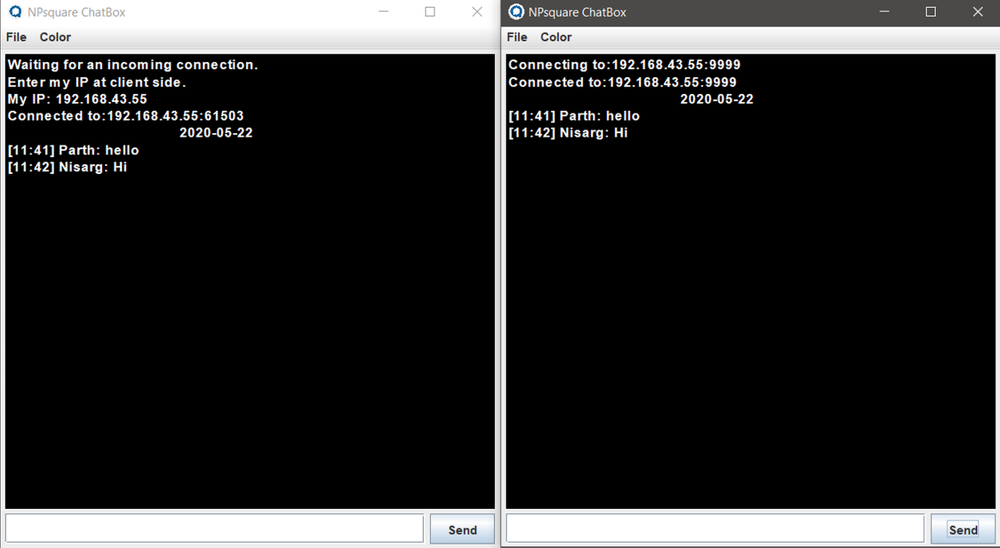 NPsquare ChatBox
File Color
Waiting for an incoming connection.
Enter my IP at client side.
My IP: 192.168.43.55
Connected to:192.168.43.55:61503
2020-05-22
[11:41] Parth: hello
[11:42] Nisarg: Hi
Send
NPsquare ChatBox
File Color
Connecting to:192.168.43.55:9999
Connected to:192.168.43.55:9999
2020-05-22
[11:41] Parth: hello
[11:42] Nisarg: Hi
Send